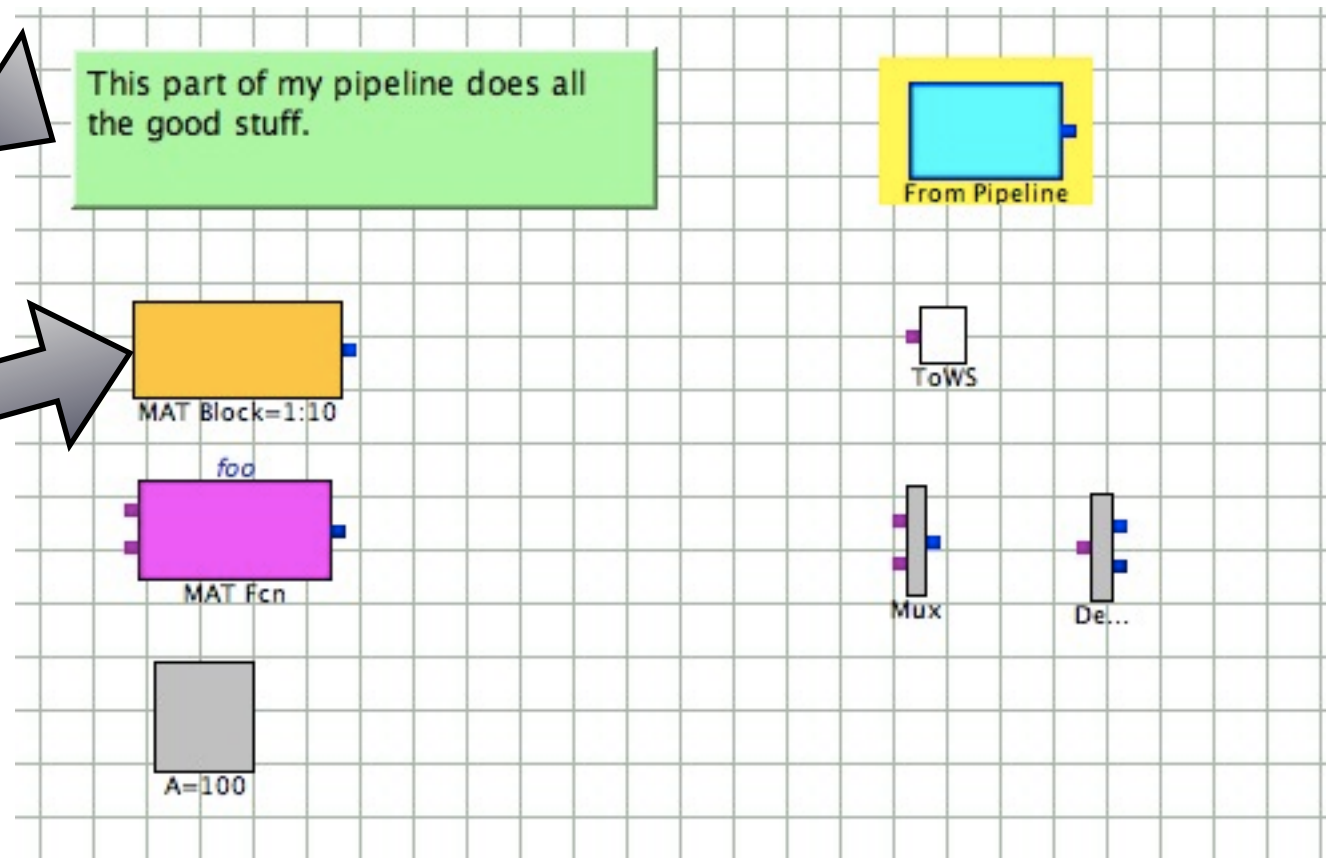 This part of my pipeline does all
the good stuff.
From Pipeline
MAT Block=1:10
ToWS
foo
MAT Fcn
Mux
De...
A=100